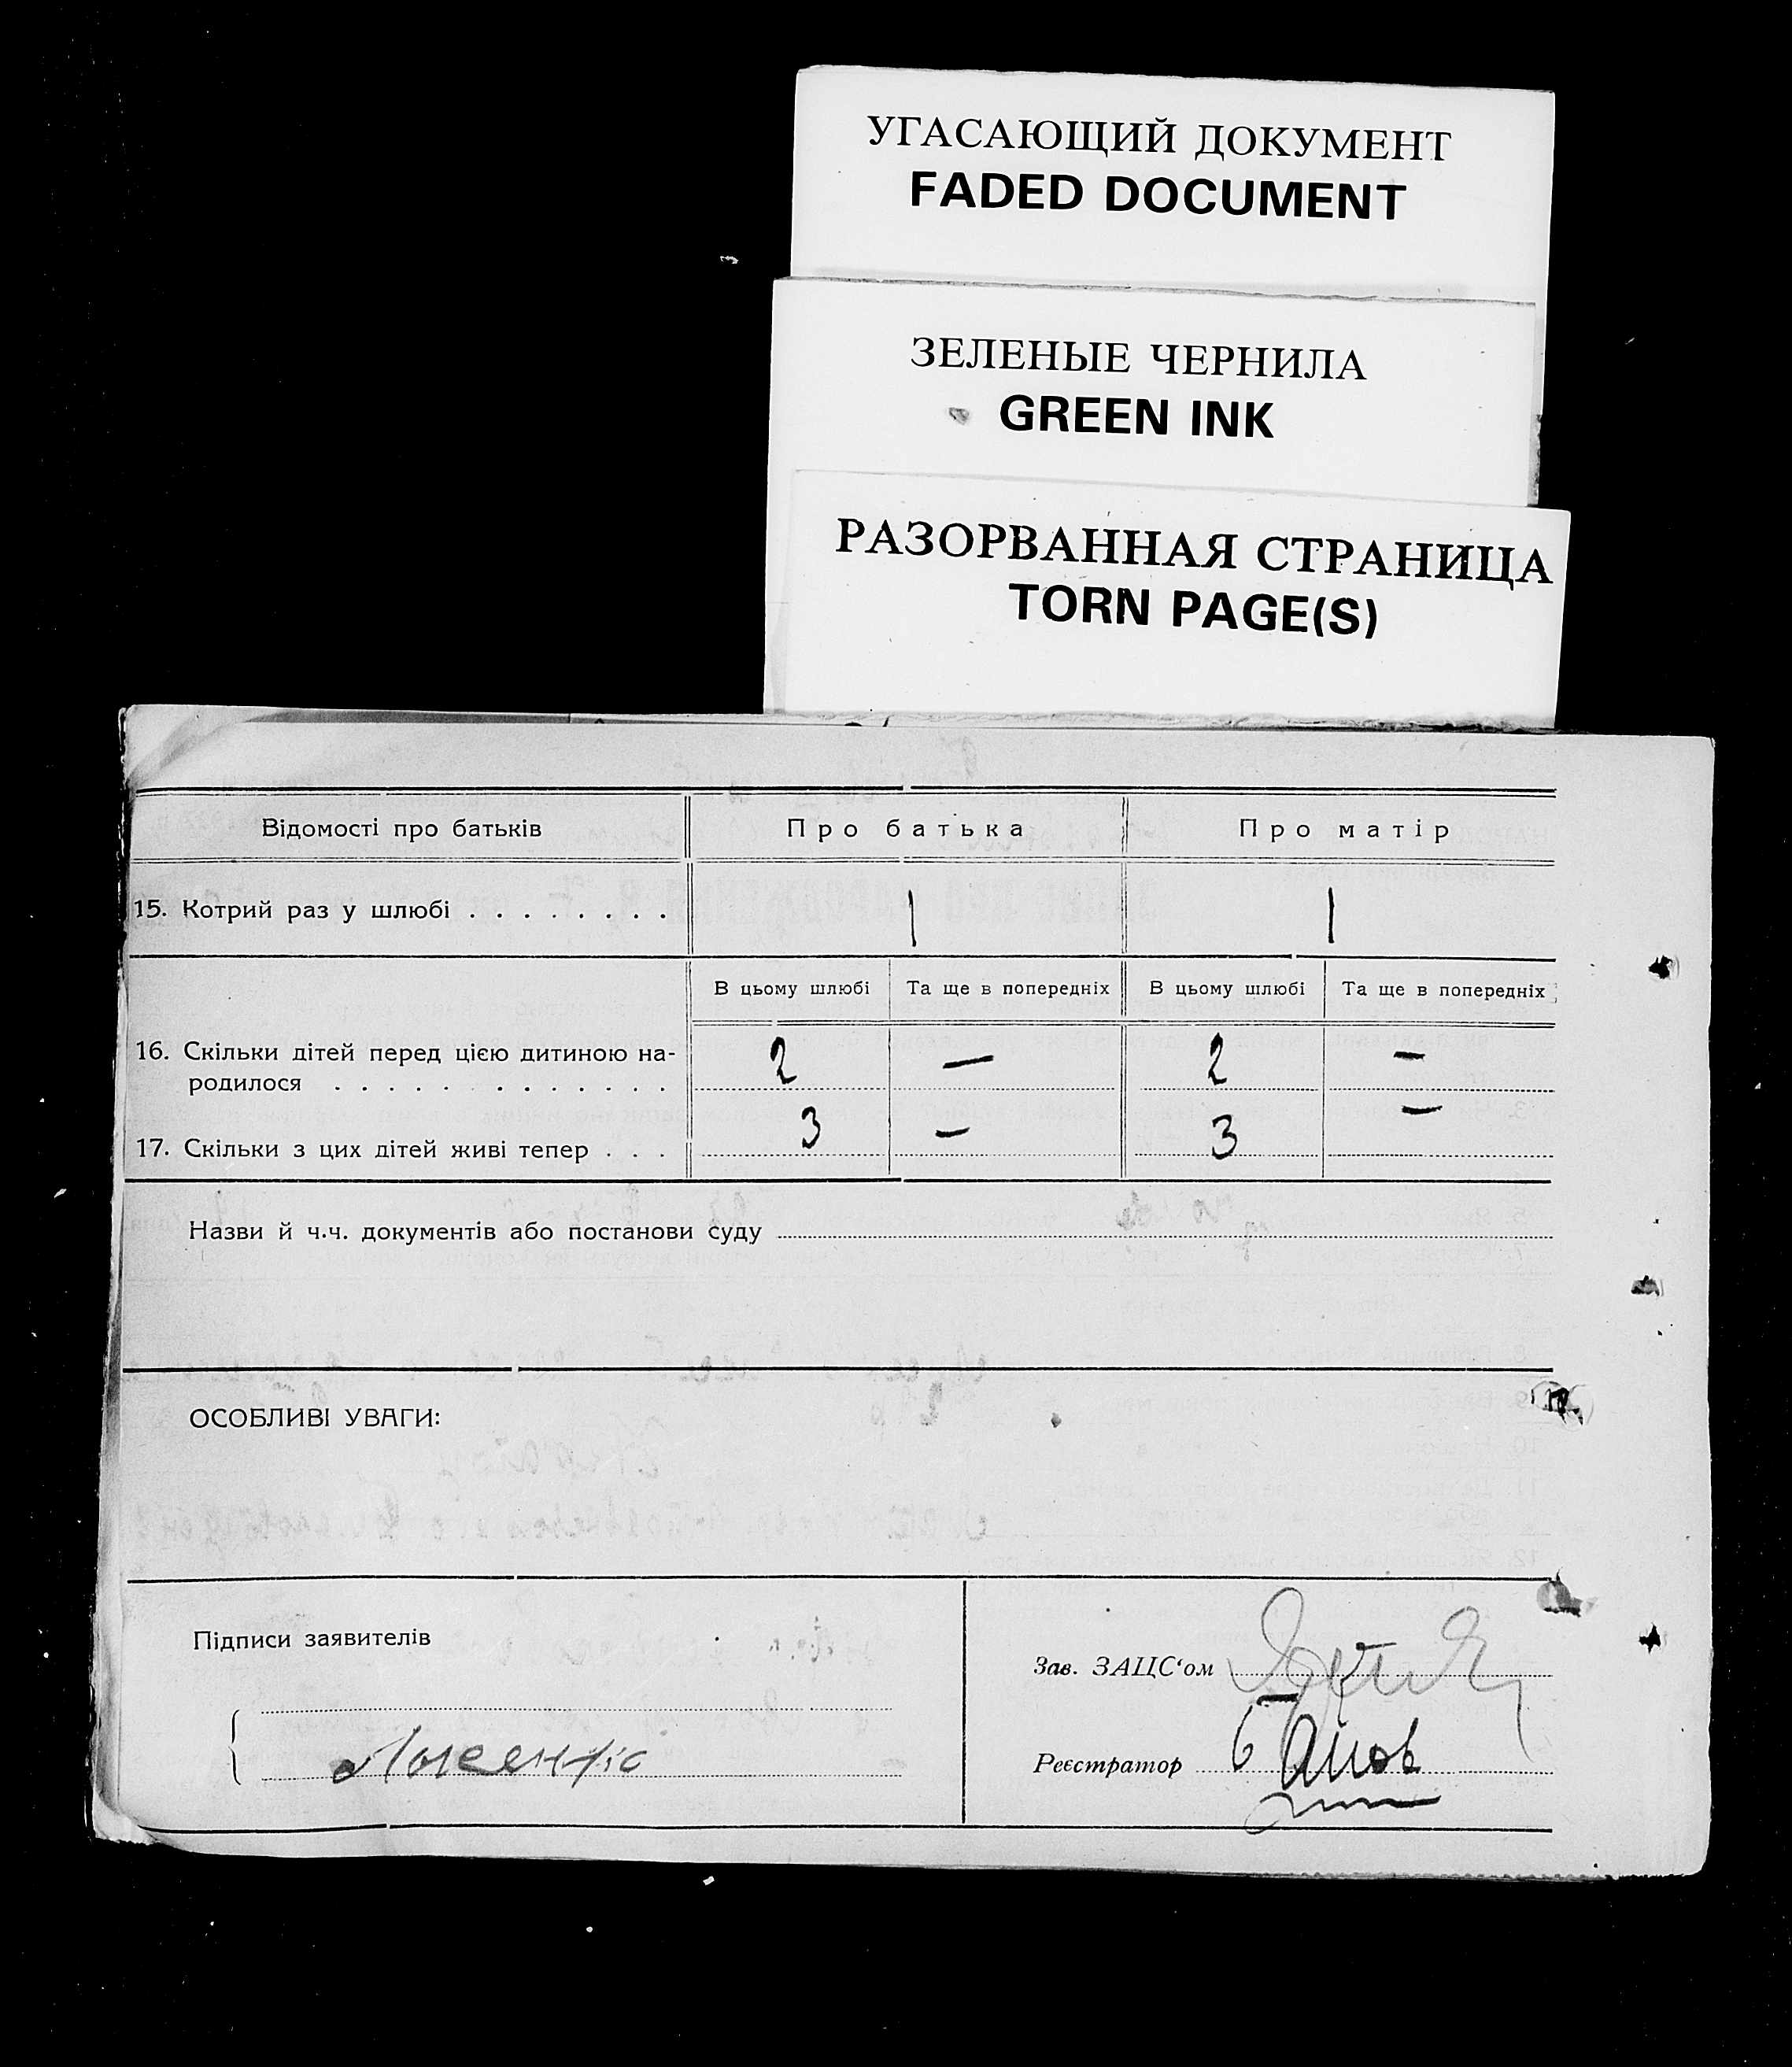 УГАСАЮЩИЙ ДОКУМЕНТ
FADED DOCUMENT
ЗЕЛЕНЫЕ ЧЕРНИЛА
GREEN INK
РАЗОРВАННАЯ СТРАНИЦА
TORN PAGE(S)
Відомості про батьків Про батька Про матір
15. Котрий раз у шлюбі . . . . . . . . . 1 1
В цьому шлюбі Та ще в попередніх В цьому шлюбі Та ще в попередніх
16. Скільки дітей перед цією дитиною на-
родилося . . . . . . . . . . . . . 2 — 2 —
17. Скільки з цих дітей живі тепер . . . 3 — 3 —
Назви й ч.ч. документів або постанови суду
ОСОБЛИВІ УВАГИ:
Підписи заявителів
Зав. ЗАЦС‘ом
Реєстратор